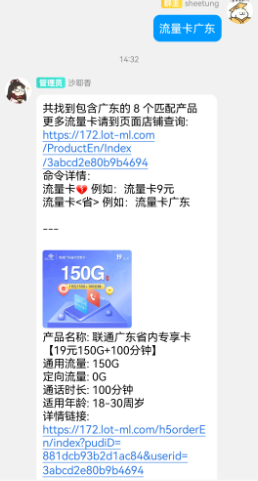 群主 sheetung
流量卡广东
14:32
管理员 沙耶香
共找到包含广东的 8 个匹配产品
更多流量卡请到页面店铺查询:
https://172.lot-ml.com
/ProductEn/Index
/3abcd2e80b9b4694
命令详情:
流量卡💔 例如：流量卡9元
流量卡<省> 例如：流量卡广东
---
150G
产品名称: 联通广东省内专享卡
【19元150G+100分钟】
通用流量: 150G
定向流量: 0G
通话时长: 100分钟
适用年龄: 18-30周岁
详情链接:
https://172.lot-ml.com/h5orderE
n/index?pudiD=
881dcb93b2d1ac84&userid=
3abcd2e80b9b4694